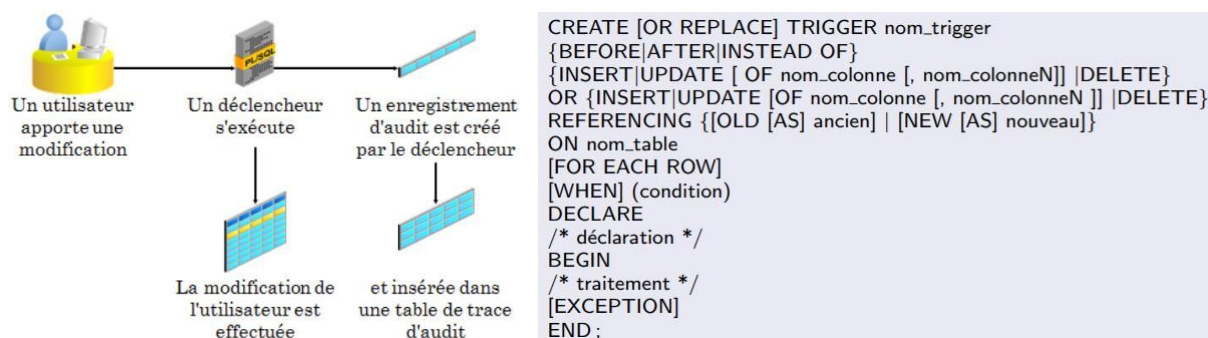 Un utilisateur
apporte une
modification
PL/SQL
Un déclencheur
s'exécute
Un enregistrement
d'audit est créé
par le déclencheur
La modification de
l'utilisateur est
effectuée
et insérée dans
une table de trace
d'audit
CREATE [OR REPLACE] TRIGGER nom_trigger
{BEFORE|AFTER|INSTEAD OF}
{INSERT|UPDATE [ OF nom_colonne [, nom_colonneN]] |DELETE}
OR {INSERT|UPDATE [OF nom_colonne [, nom_colonneN ]] |DELETE}
REFERENCING {[OLD [AS] ancien] | [NEW [AS] nouveau]}
ON nom_table
[FOR EACH ROW]
[WHEN] (condition)
DECLARE
/* déclaration */
BEGIN
/* traitement */
[EXCEPTION]
END ;